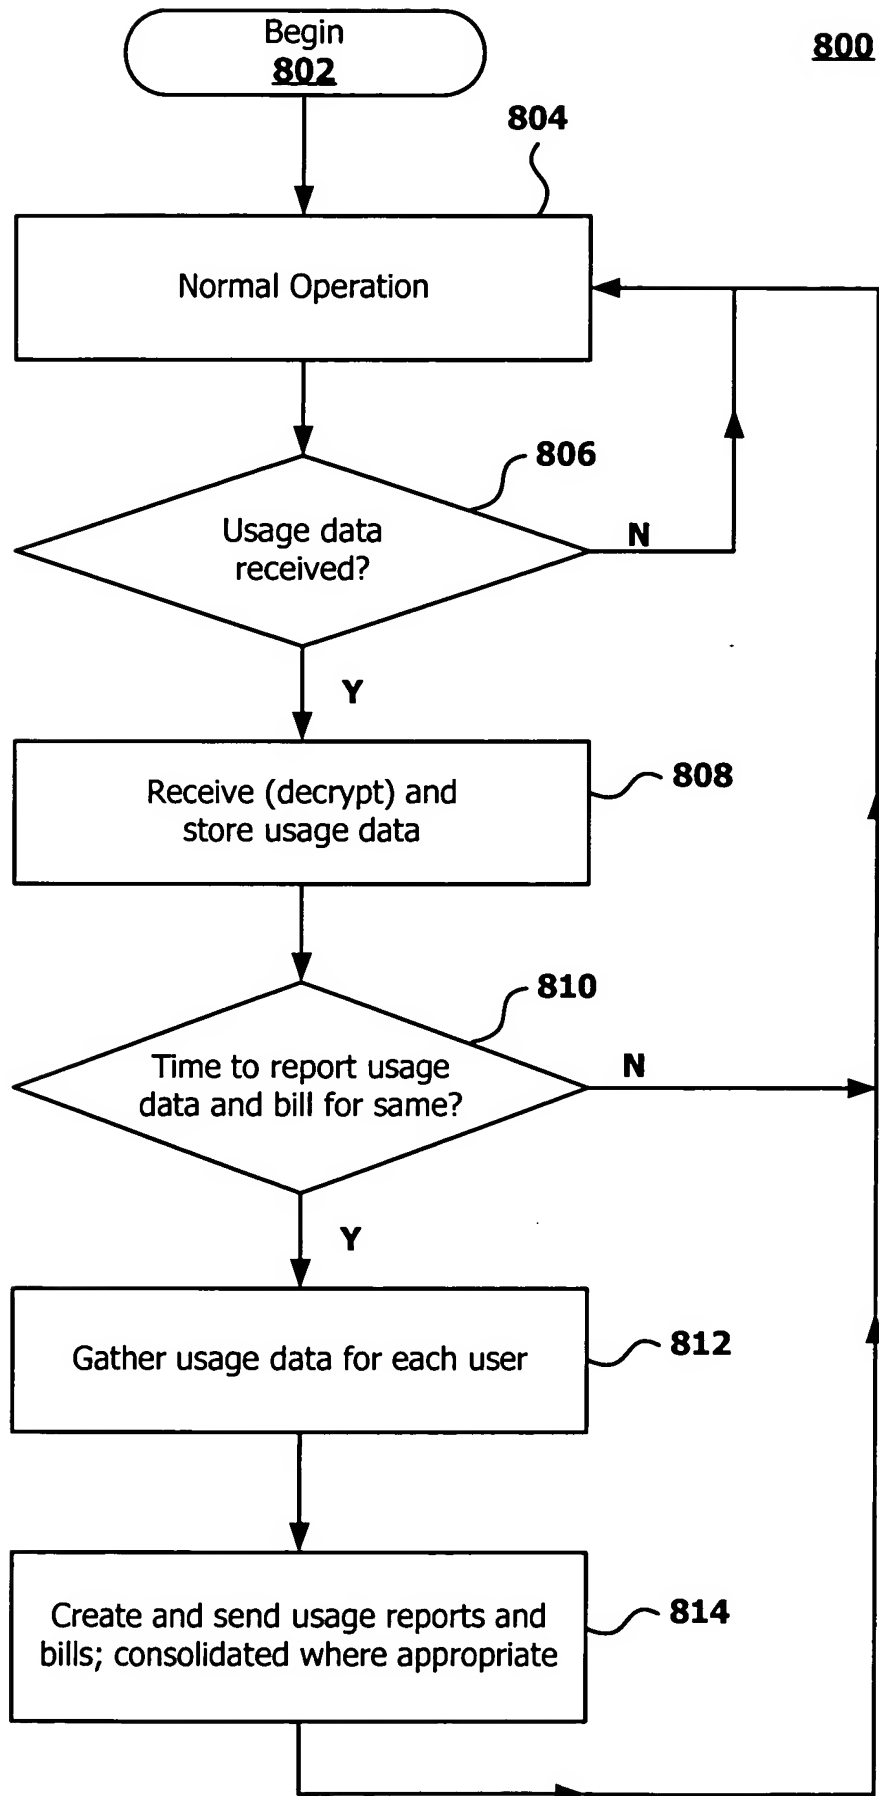 Begin
802
800
804
Normal Operation
806
Usage data
received?
N
Y
Receive (decrypt) and
store usage data
808
810
Time to report usage
data and bill for same?
N
Y
Gather usage data for each user
812
Create and send usage reports and
bills; consolidated where appropriate
814